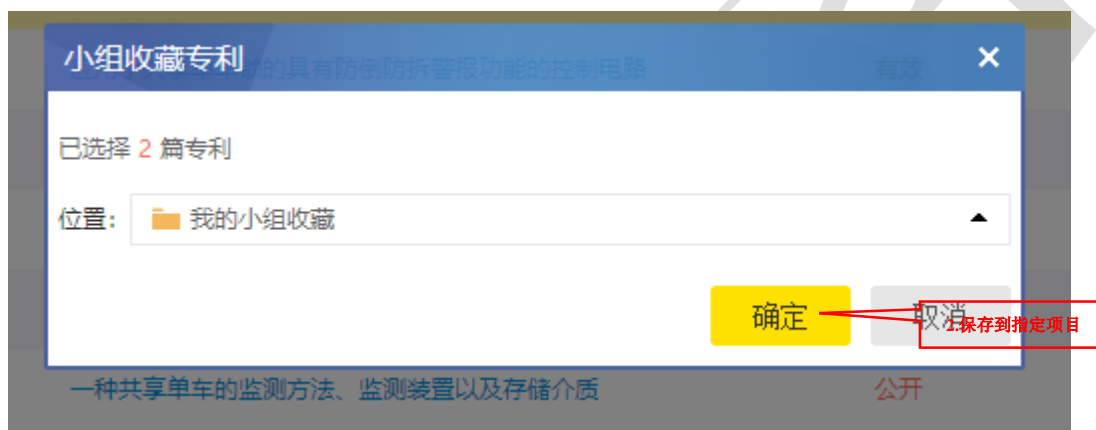 小组收藏专利
的具有防倒防拆警报功能的控制电路 有效
已选择 2 篇专利
位置： 我的小组收藏
确定 取消
2.保存到指定项目
一种共享单车的监测方法、监测装置以及存储介质 公开